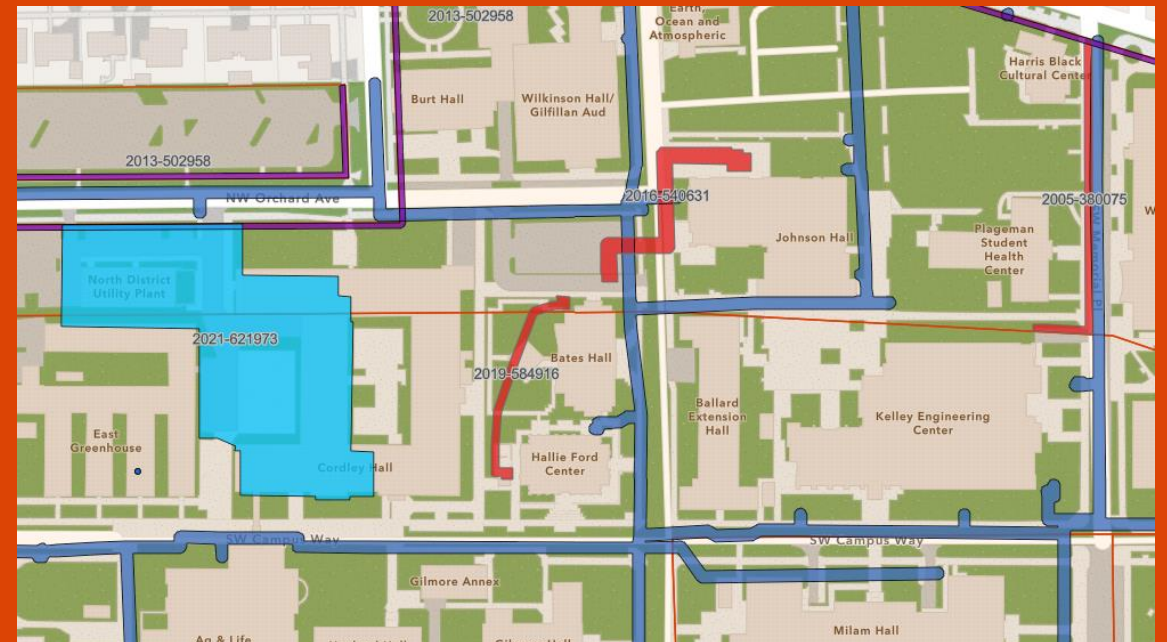 2013-502958
Earth,
Ocean and
Atmospheric
Harris Black
Cultural Center
Burt Hall
Wilkinson Hall/
Gilfillan Aud
2013-502958
NW Orchard Ave
2016-540631
2005-380075
Johnson Hall
Plageman
Student
Health
Center
North District
Utility Plant
2021-621973
2019-584916
Bates Hall
Ballard
Extension
Hall
Kelley Engineering
Center
East
Greenhouse
Cordley Hall
Hallie Ford
Center
SW Campus Way
SW Campus Way
Gilmore Annex
Ag & Life
Milam Hall